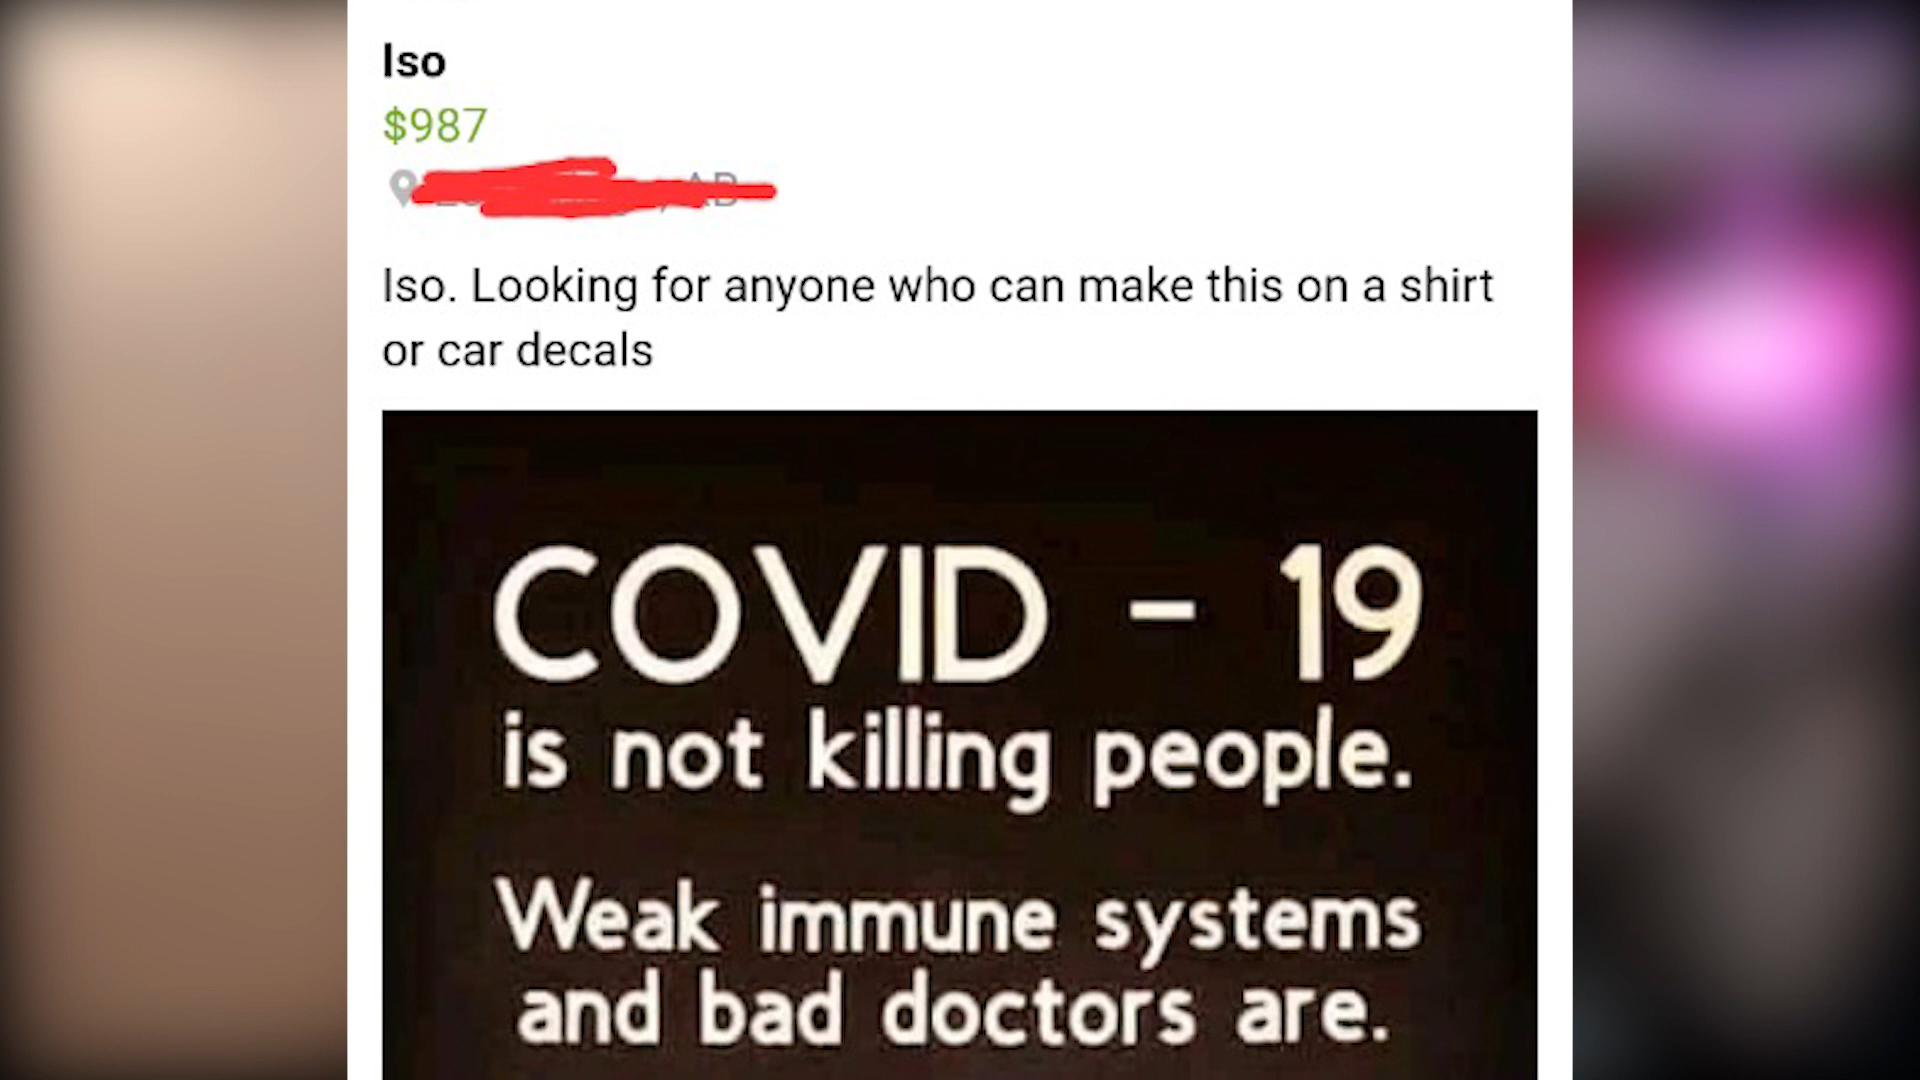 Iso
$987
AB
Iso. Looking for anyone who can make this on a shirt
or car decals
COVID - 19
is not killing people.
Weak immune systems
and bad doctors are.